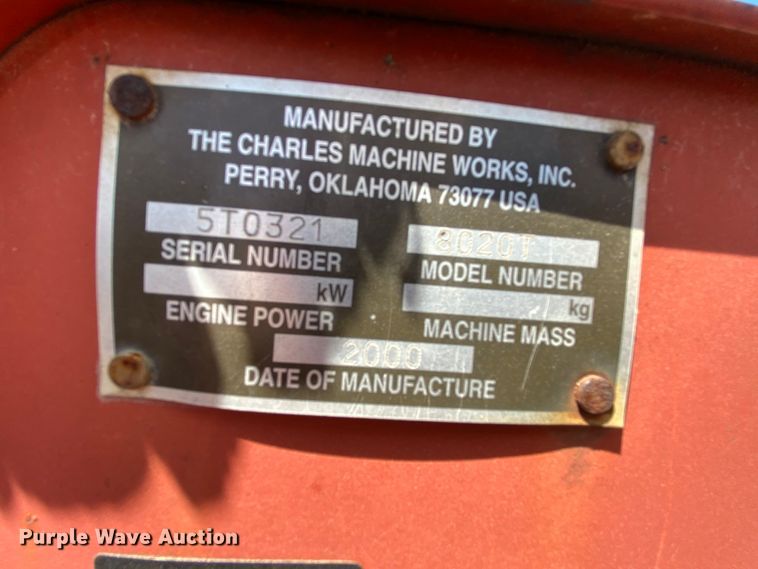 MANUFACTURED BY
THE CHARLES MACHINE WORKS, INC.
PERRY, OKLAHOMA 73077 USA
5T0321
SERIAL NUMBER
8020T
MODEL NUMBER
kW
ENGINE POWER
kg
MACHINE MASS
2000
DATE OF MANUFACTURE
Purple Wave Auction